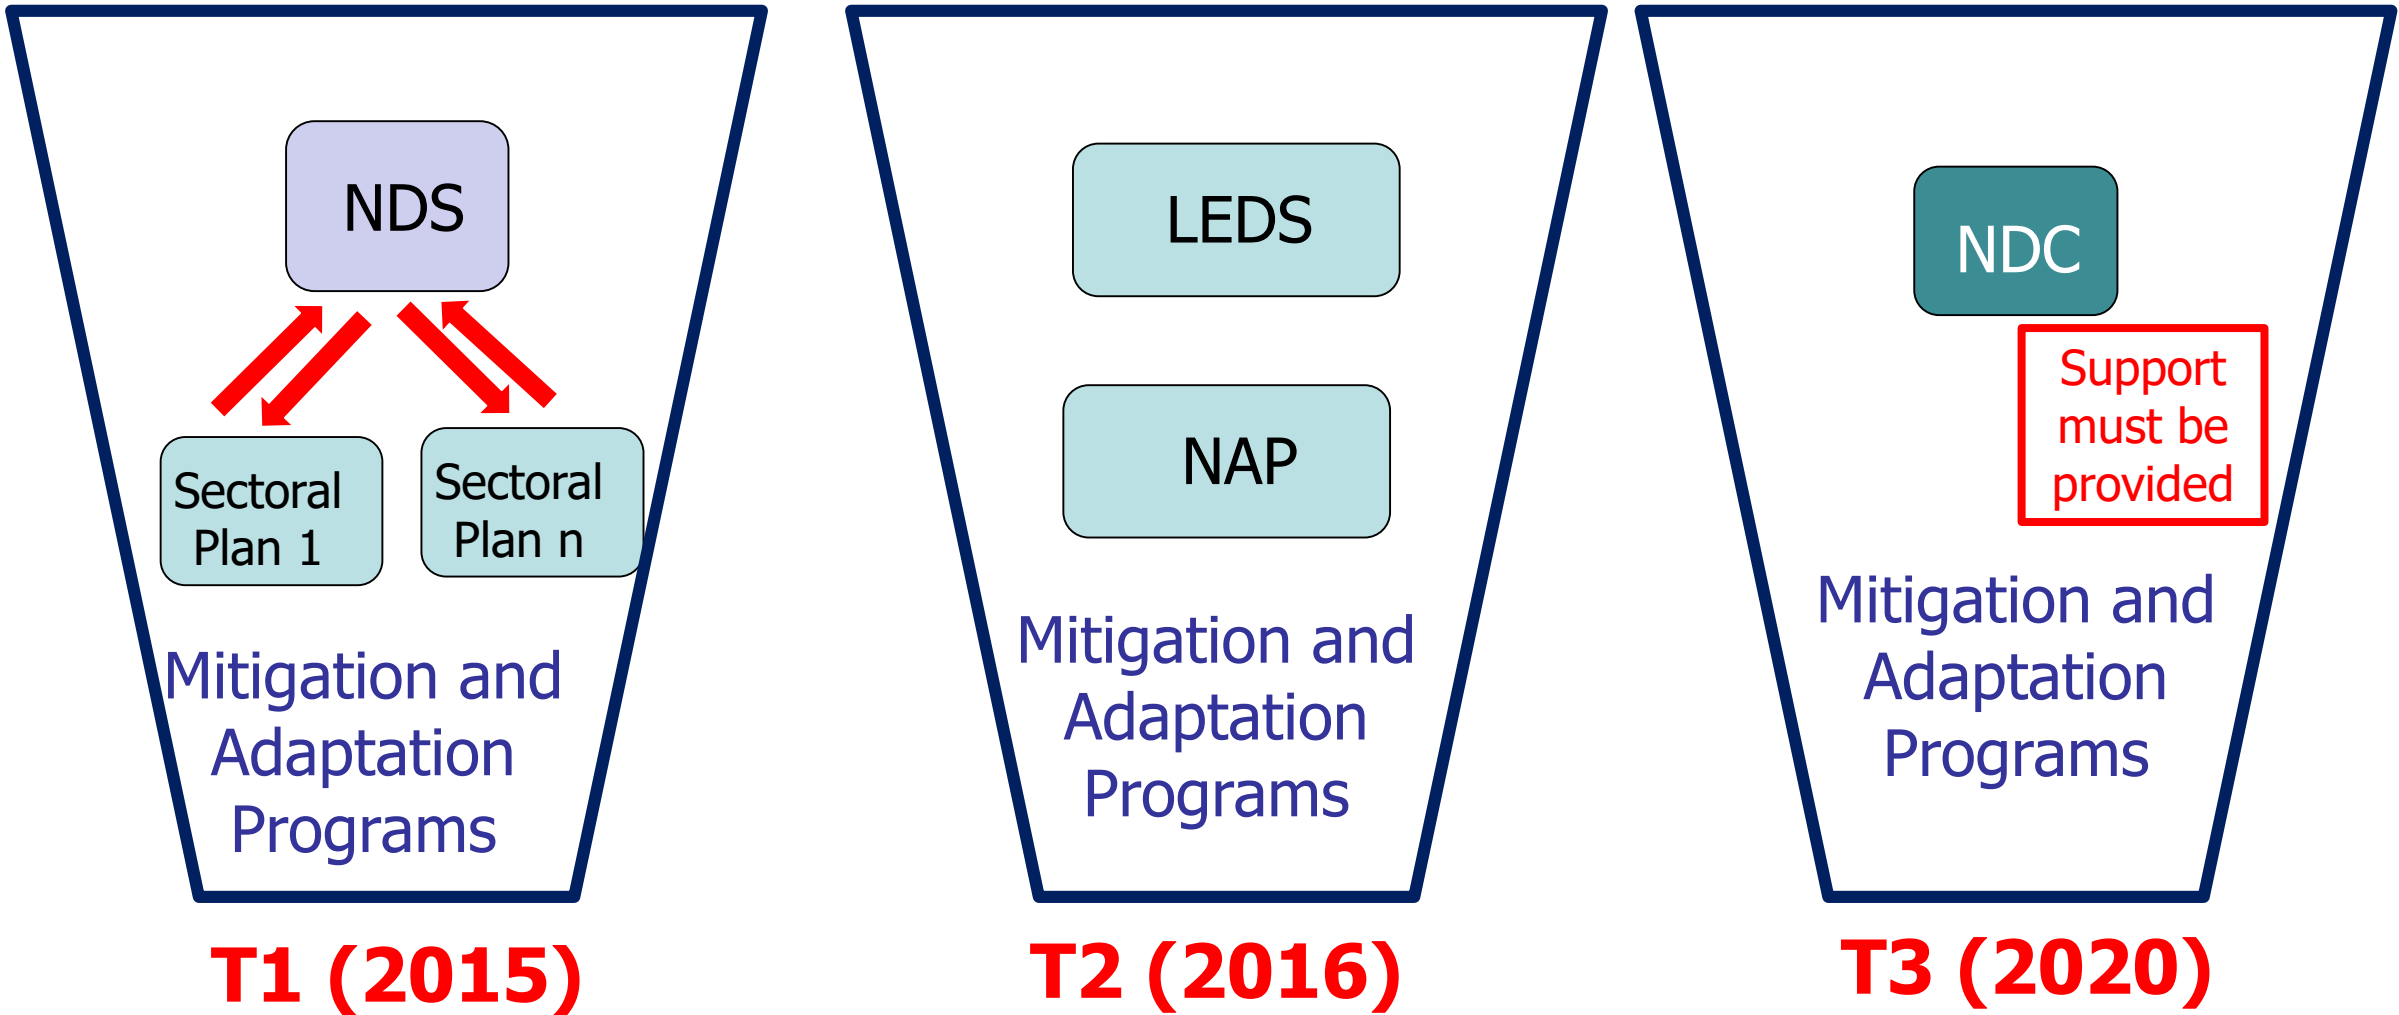 NDS
Sectoral
Plan 1
Sectoral
Plan n
Mitigation and
Adaptation
Programs
T1 (2015)
LEDS
NAP
Mitigation and
Adaptation
Programs
T2 (2016)
NDC
Support
must be
provided
Mitigation and
Adaptation
Programs
T3 (2020)